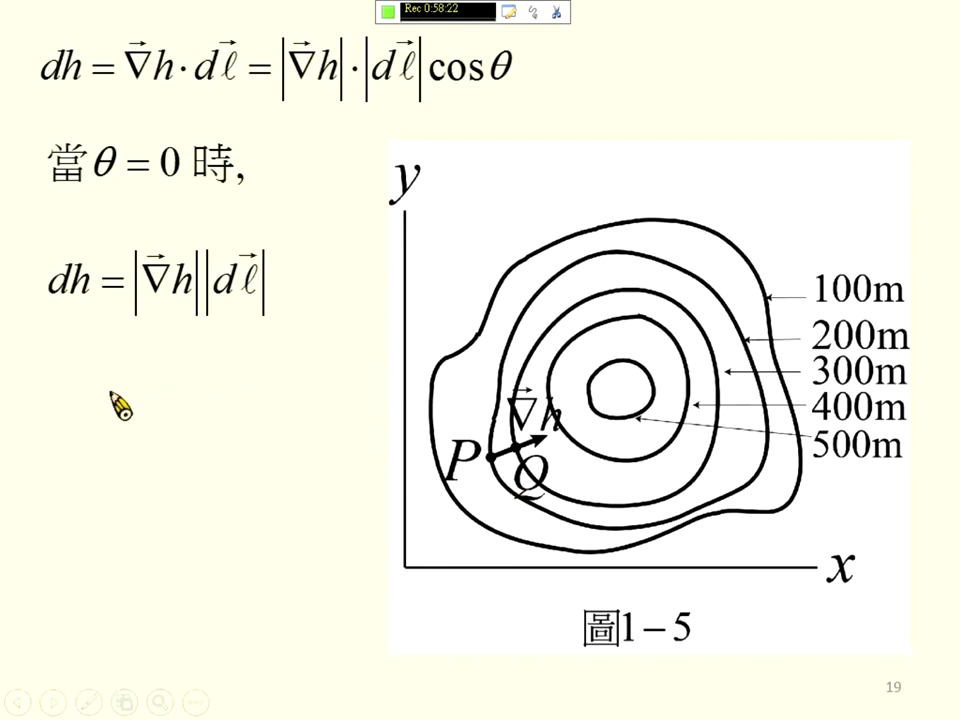 Rec 0:58:22
dh = ∇⃗h · dℓ⃗ = |∇⃗h| · |dℓ⃗| cosθ
當 θ = 0 時,
dh = |∇⃗h| |dℓ⃗|
y
100m
200m
300m
400m
500m
∇⃗h
P
Q
x
圖1－5
19